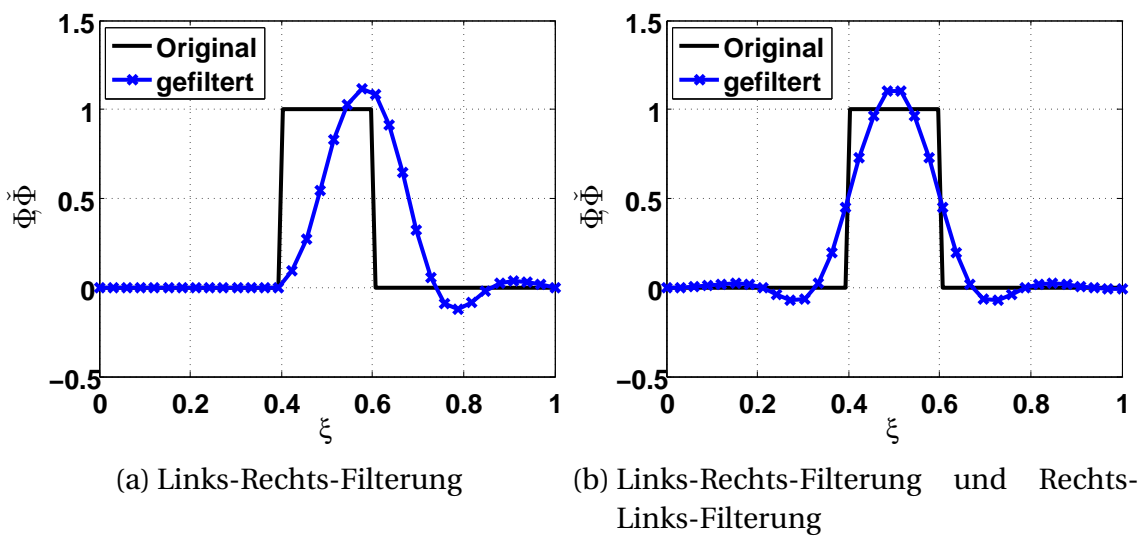 1.5
1
0.5
0
−0.5
Φ,Φ̌
0 0.2 0.4 0.6 0.8 1
ξ
Original
gefiltert
(a) Links-Rechts-Filterung
1.5
1
0.5
0
−0.5
Φ,Φ̌
0 0.2 0.4 0.6 0.8 1
ξ
Original
gefiltert
(b) Links-Rechts-Filterung und Rechts-
Links-Filterung